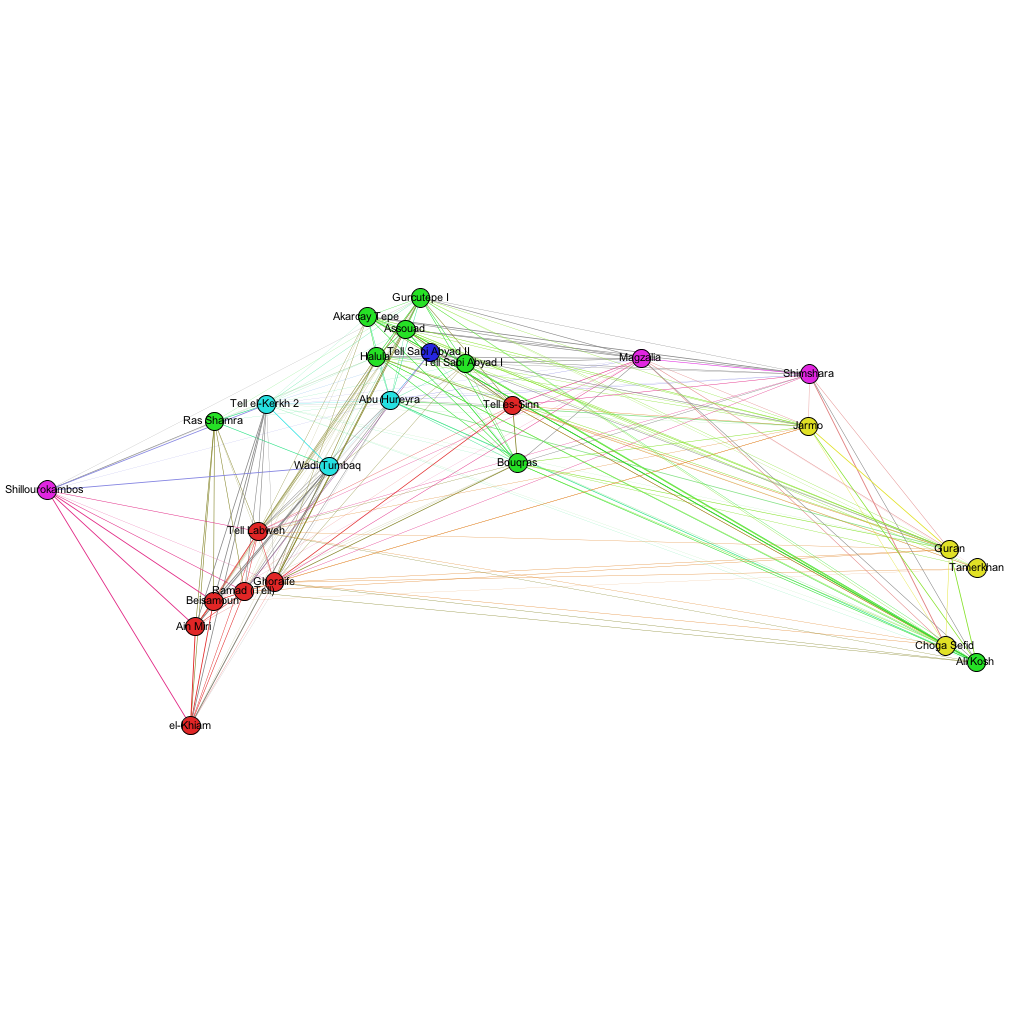 Gurcutepe I
Akarcay Tepe
Assouad
Tell Sabi Abyad II
Halula
Tell Sabi Abyad I
Magzalia
Shimshara
Abu Hureyra
Tell el-Kerkh 2
Tell es-Sinn
Ras Shamra
Jarmo
Bouqras
Wadi Tumbaq
Shillourokambos
Tell Labweh
Guran
Tamerkhan
Ghoraife
Ramad (Tell)
Beisamoun
Ain Miri
Choga Sefid
Ali Kosh
el-Khiam